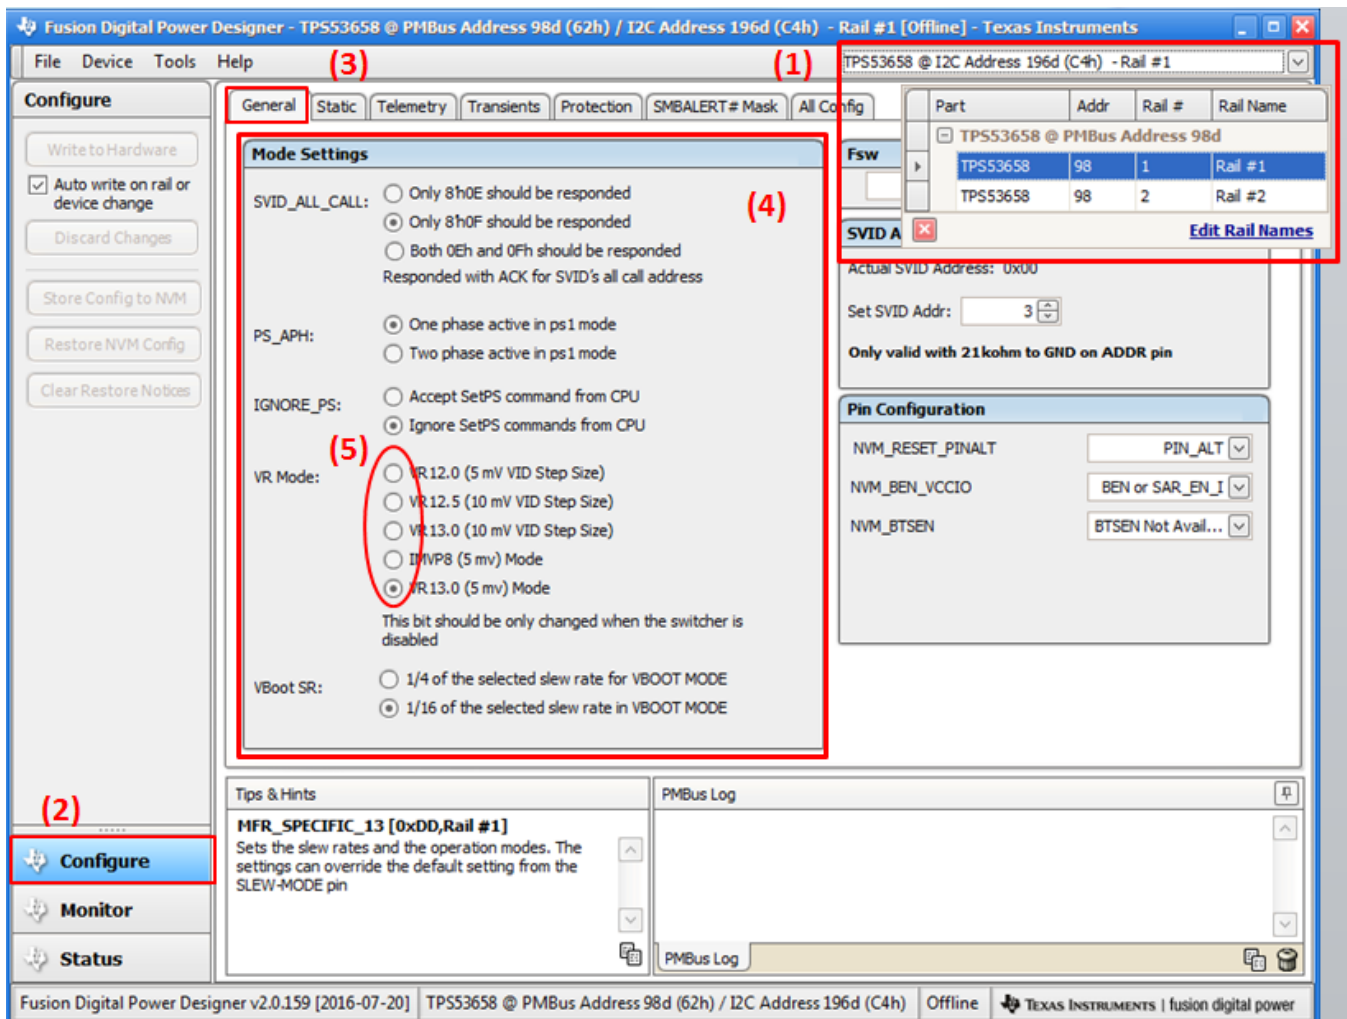 Fusion Digital Power Designer - TPS53658 @ PMBus Address 98d (62h) / I2C Address 196d (C4h) - Rail #1 [Offline] - Texas Instruments
File Device Tools Help
(3)
(1)
TPS53658 @ I2C Address 196d (C4h) - Rail #1
Configure
General Static Telemetry Transients Protection SMBALERT# Mask All Config
Part Addr Rail # Rail Name
TPS53658 @ PMBus Address 98d
TPS53658 98 1 Rail #1
TPS53658 98 2 Rail #2
Edit Rail Names
Write to Hardware
Auto write on rail or
device change
Discard Changes
Store Config to NVM
Restore NVM Config
Clear Restore Notices
Mode Settings
(4)
SVID_ALL_CALL:
Only 8'h0E should be responded
Only 8'h0F should be responded
Both 0Eh and 0Fh should be responded
Responded with ACK for SVID's all call
address
PS_APH:
One phase active in ps1 mode
Two phase active in ps1 mode
IGNORE_PS:
Accept SetPS command from CPU
Ignore SetPS commands from CPU
(5)
VR Mode:
VR12.0 (5 mV VID Step Size)
VR12.5 (10 mV VID Step Size)
VR13.0 (10 mV VID Step Size)
IMVP8 (5 mv) Mode
VR13.0 (5 mv) Mode
This bit should be only changed when the switcher is
disabled
VBoot SR:
1/4 of the selected slew rate for VBOOT MODE
1/16 of the selected slew rate in VBOOT MODE
Fsw
SVID A
Actual SVID Address: 0x00
Set SVID Addr: 3
Only valid with 21kohm to GND on ADDR pin
Pin Configuration
NVM_RESET_PINALT PIN_ALT
NVM_BEN_VCCIO BEN or SAR_EN_I
NVM_BTSEN BTSEN Not Avail...
(2)
Configure
Monitor
Status
Tips & Hints
MFR_SPECIFIC_13 [0xDD,Rail #1]
Sets the slew rates and the operation modes. The
settings can override the default setting from the
SLEW-MODE pin
PMBus Log
PMBus Log
Fusion Digital Power Designer v2.0.159 [2016-07-20] TPS53658 @ PMBus Address 98d (62h) / I2C Address 196d (C4h) Offline TEXAS INSTRUMENTS | fusion digital power